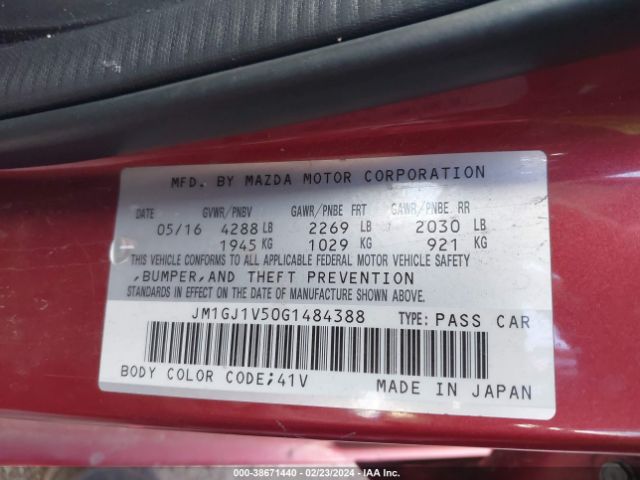 MFD. BY MAZDA MOTOR CORPORATION
DATE GVWR/PNBV GAWR/PNBE FRT GAWR/PNBE RR
05/16 4288 LB 2269 LB 2030 LB
1945 KG 1029 KG 921 KG
THIS VEHICLE CONFORMS TO ALL APPLICABLE FEDERAL MOTOR VEHICLE SAFETY
,BUMPER,AND THEFT PREVENTION
STANDARDS IN EFFECT ON THE DATE OF MANUFACTURE SHOWN ABOVE.
JM1GJ1V50G1484388 TYPE: PASS CAR
BODY COLOR CODE;41V MADE IN JAPAN
000-38671440 - 02/23/2024 - IAA Inc.